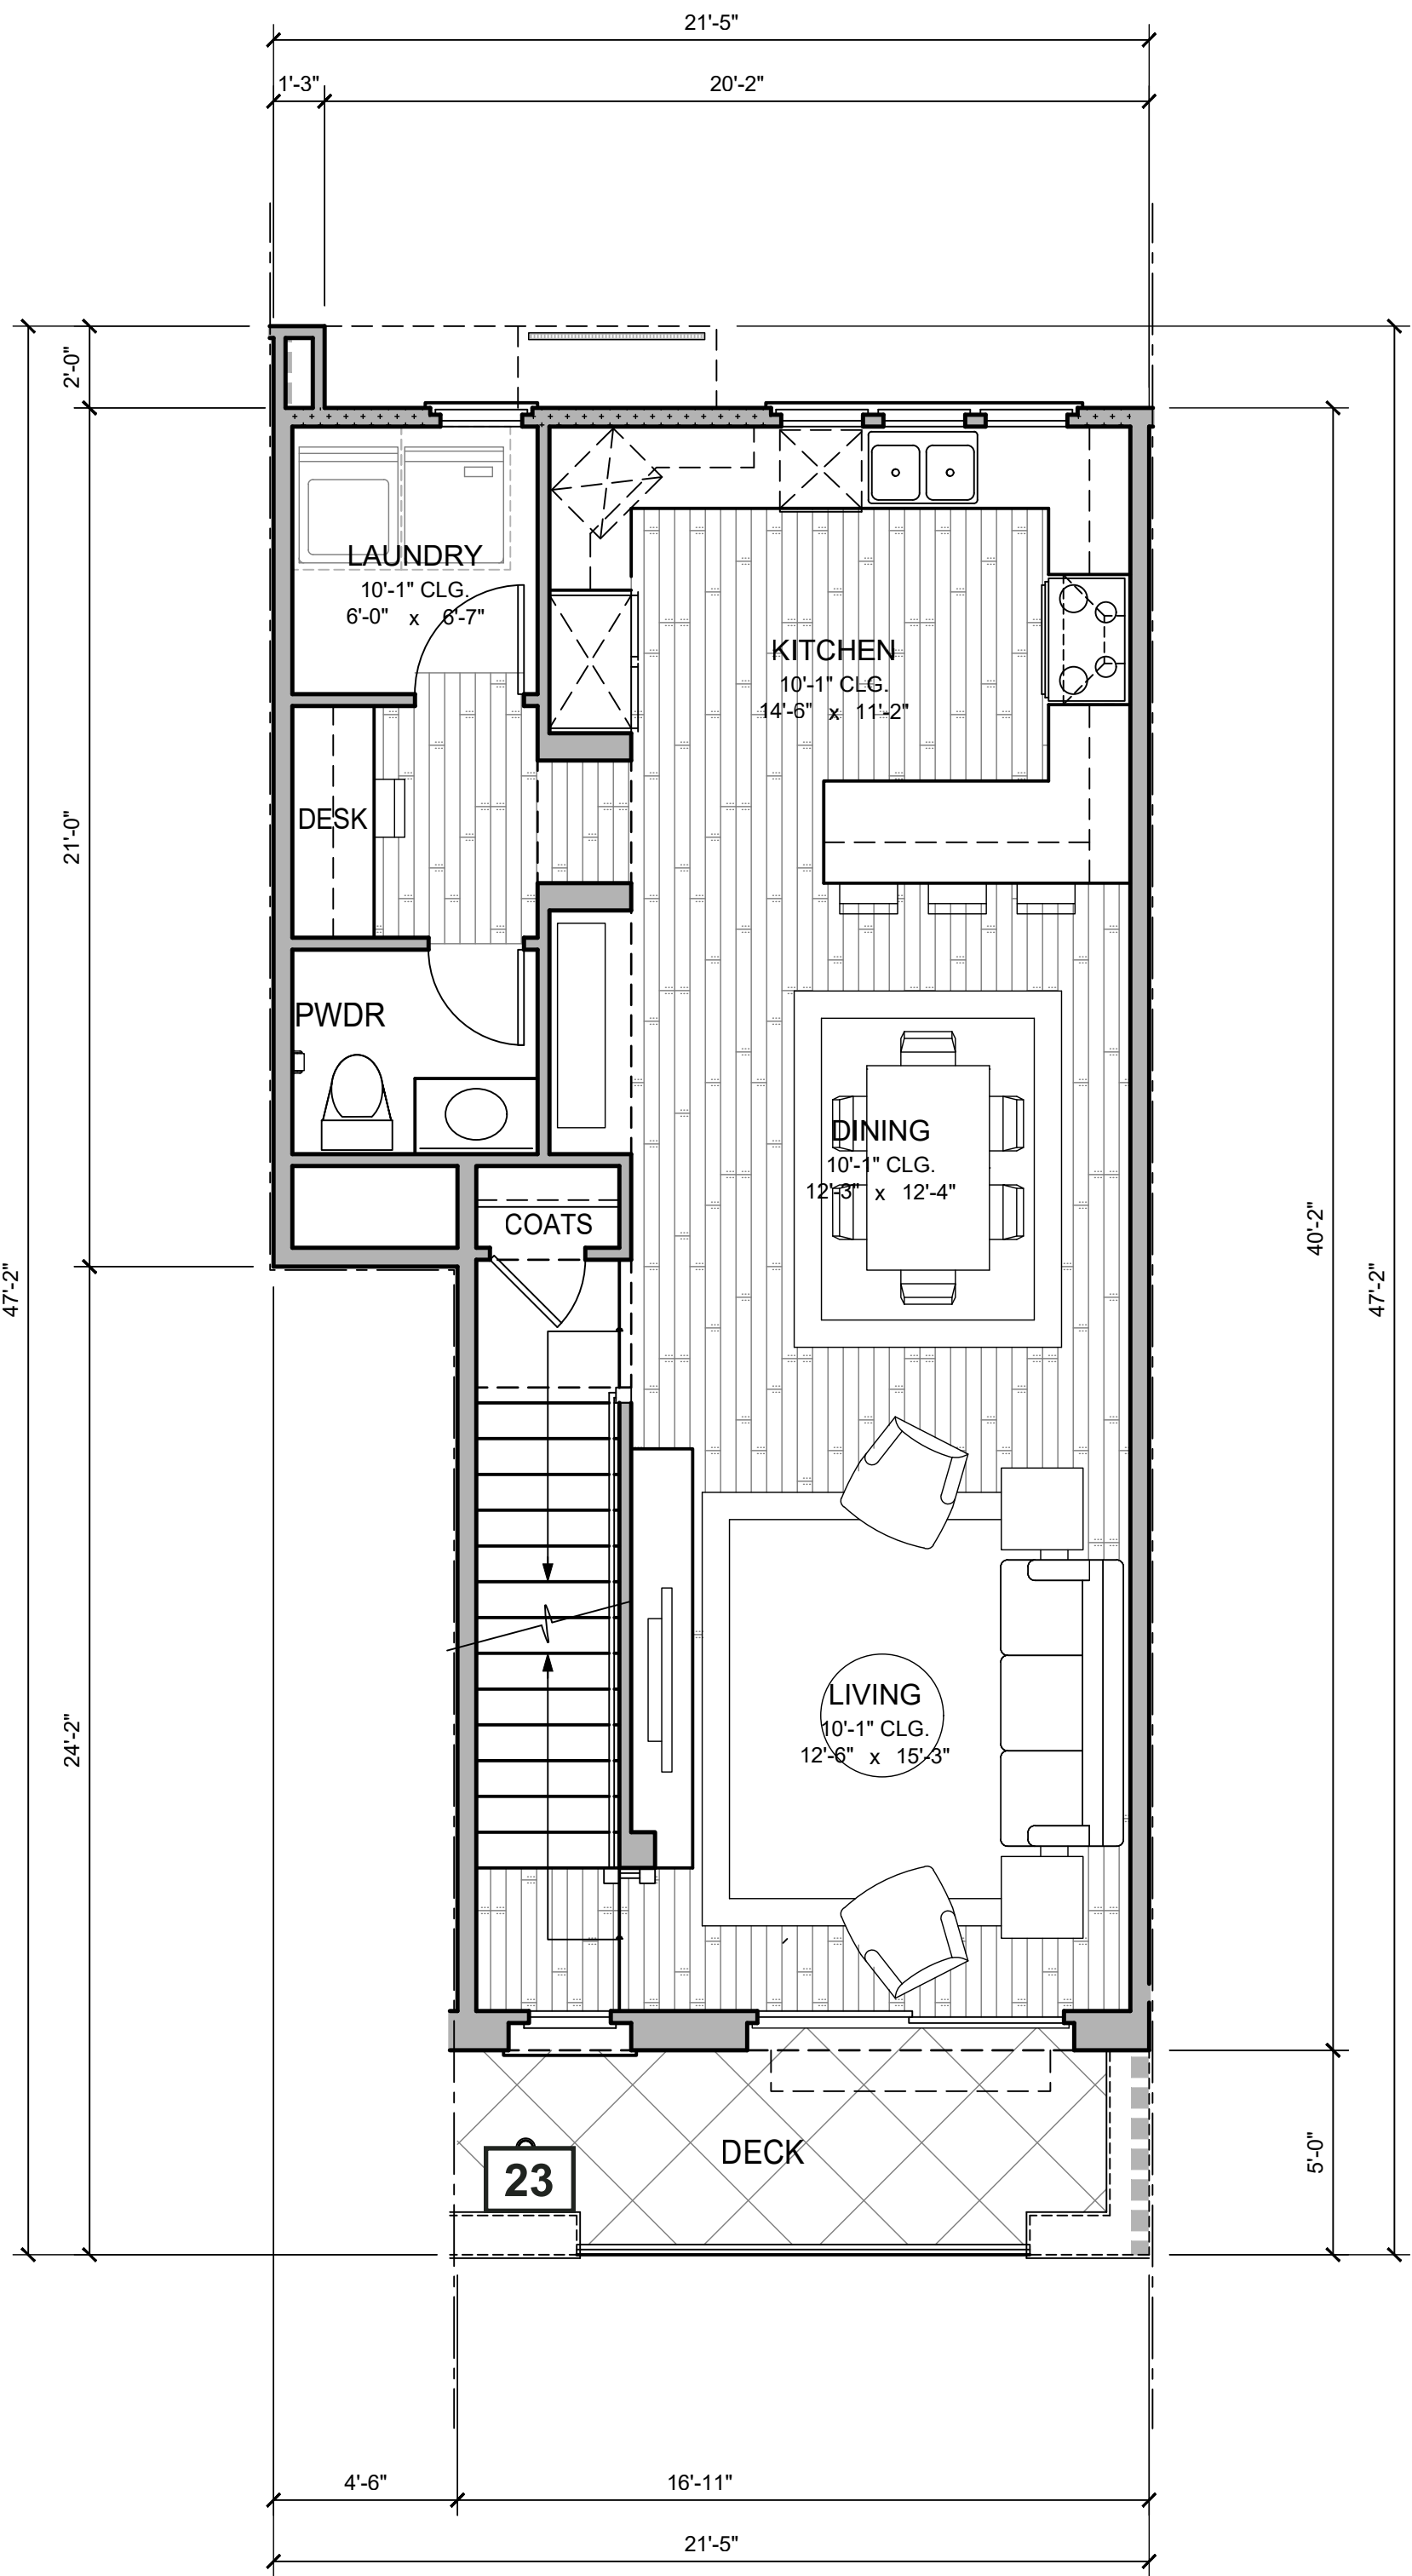 21'-5"
1'-3"
20'-2"
2'-0"
LAUNDRY
10'-1" CLG.
6'-0" x 6'-7"
KITCHEN
10'-1" CLG.
14'-6" x 11'-2"
21'-0"
DESK
PWDR
DINING
10'-1" CLG.
12'-3" x 12'-4"
COATS
40'-2"
47'-2"
47'-2"
LIVING
10'-1" CLG.
12'-6" x 15'-3"
24'-2"
DECK
23
5'-0"
4'-6"
16'-11"
21'-5"